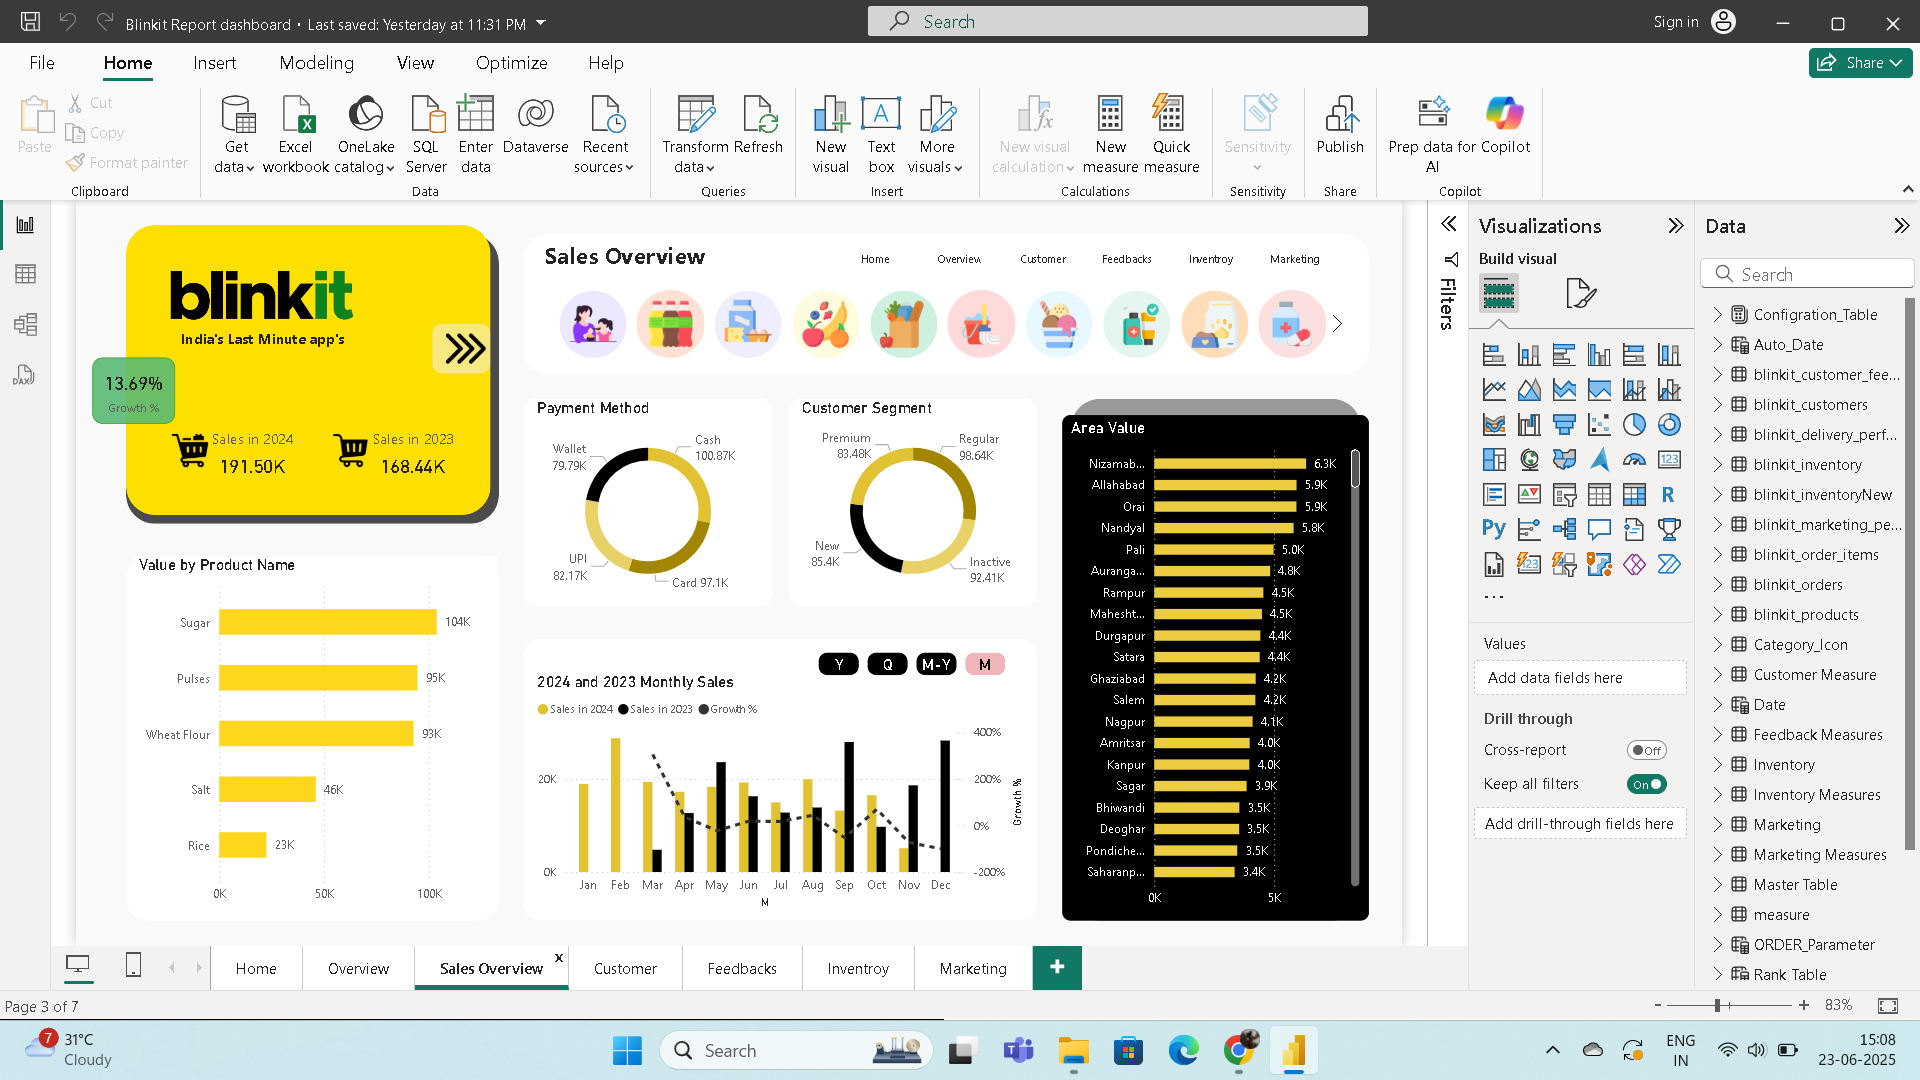 Blinkit Report dashboard • Last saved: Yesterday at 11:31 PM
Search
Sign in
File
Home
Insert
Modeling
View
Optimize
Help
Share
Paste
Cut
Copy
Format painter
Clipboard
Get data
Excel workbook
OneLake catalog
SQL Server
Enter data
Dataverse
Recent sources
Data
Transform data
Refresh
Queries
New visual
Text box
More visuals
Insert
New visual calculation
New measure
Quick measure
Calculations
Sensitivity
Sensitivity
Publish
Share
Prep data for AI
Copilot
Copilot
blinkit
India's Last Minute app's
13.69%
Growth %
Sales in 2024
191.50K
Sales in 2023
168.44K
Sales Overview
Home
Overview
Customer
Feedbacks
Inventroy
Marketing
Payment Method
Wallet
79.79K
Cash
100.87K
UPI
82.17K
Card 97.1K
Customer Segment
Premium
83.48K
Regular
98.64K
New
85.4K
Inactive
92.41K
Area Value
Nizamab... 6.3K
Allahabad 5.9K
Orai 5.9K
Nandyal 5.8K
Pali 5.0K
Auranga... 4.8K
Rampur 4.5K
Mahesht... 4.5K
Durgapur 4.4K
Satara 4.4K
Ghaziabad 4.2K
Salem 4.2K
Nagpur 4.1K
Amritsar 4.0K
Kanpur 4.0K
Sagar 3.9K
Bhiwandi 3.5K
Deoghar 3.5K
Pondiche... 3.5K
Saharanp... 3.4K
0K 5K
Value by Product Name
Sugar 104K
Pulses 95K
Wheat Flour 93K
Salt 46K
Rice 23K
0K 50K 100K
Y Q M-Y M
2024 and 2023 Monthly Sales
Sales in 2024 Sales in 2023 Growth %
400%
20K 200%
0%
0K -200%
Growth %
Jan Feb Mar Apr May Jun Jul Aug Sep Oct Nov Dec
M
Filters
Visualizations
Build visual
Values
Add data fields here
Drill through
Cross-report
Off
Keep all filters
On
Add drill-through fields here
Data
Search
Configration_Table
Auto_Date
blinkit_customer_fee...
blinkit_customers
blinkit_delivery_perf...
blinkit_inventory
blinkit_inventoryNew
blinkit_marketing_pe...
blinkit_order_items
blinkit_orders
blinkit_products
Category_Icon
Customer Measure
Date
Feedback Measures
Inventory
Inventory Measures
Marketing
Marketing Measures
Master Table
measure
ORDER_Parameter
Rank Table
123
R
Py
123
Home
Overview
Sales Overview
x
Customer
Feedbacks
Inventroy
Marketing
Page 3 of 7
- + 83%
7
31°C
Cloudy
Search
ENG
IN
15:08
23-06-2025